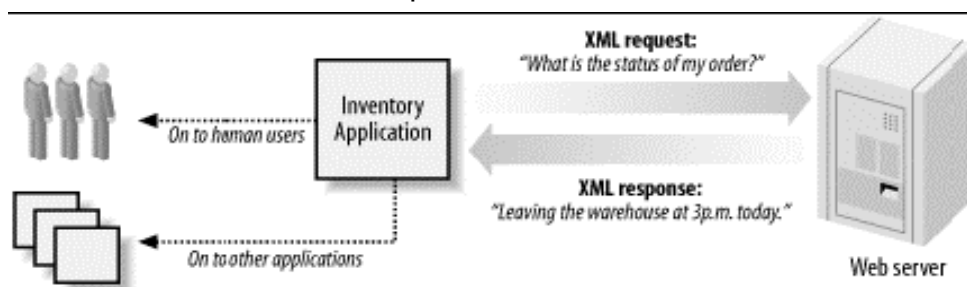 XML request:
"What is the status of my order?"
Inventory
Application
On to human users
XML response:
"Leaving the warehouse at 3p.m. today."
On to other applications
Web server